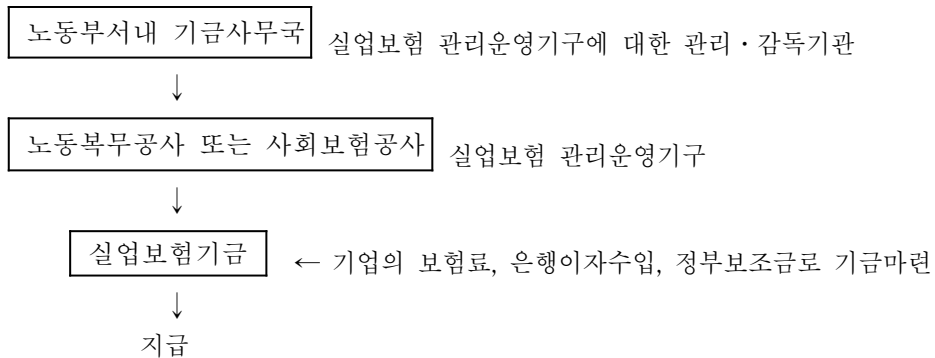 노동부서내 기금사무국 실업보험 관리운영기구에 대한 관리·감독기관
↓
노동복무공사 또는 사회보험공사 실업보험 관리운영기구
↓
실업보험기금 ← 기업의 보험료, 은행이자수입, 정부보조금로 기금마련
↓
지급